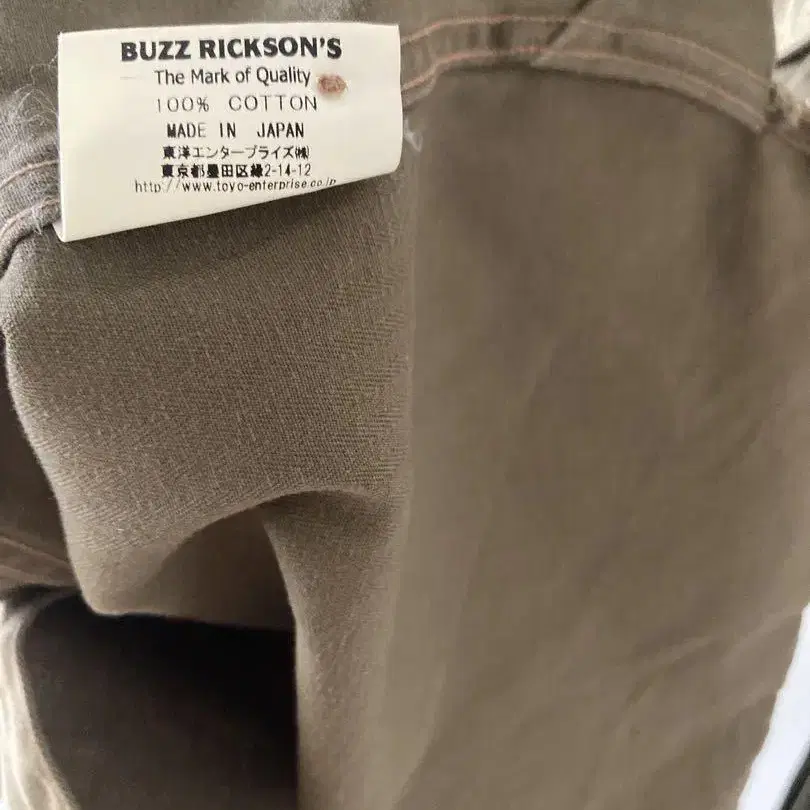 BUZZ RICKSON'S
The Mark of Quality
100% COTTON
MADE IN JAPAN
東洋エンタープライズ㈱
東京都墨田区緑2-14-12
http://www.toyo-enterprise.co.jp